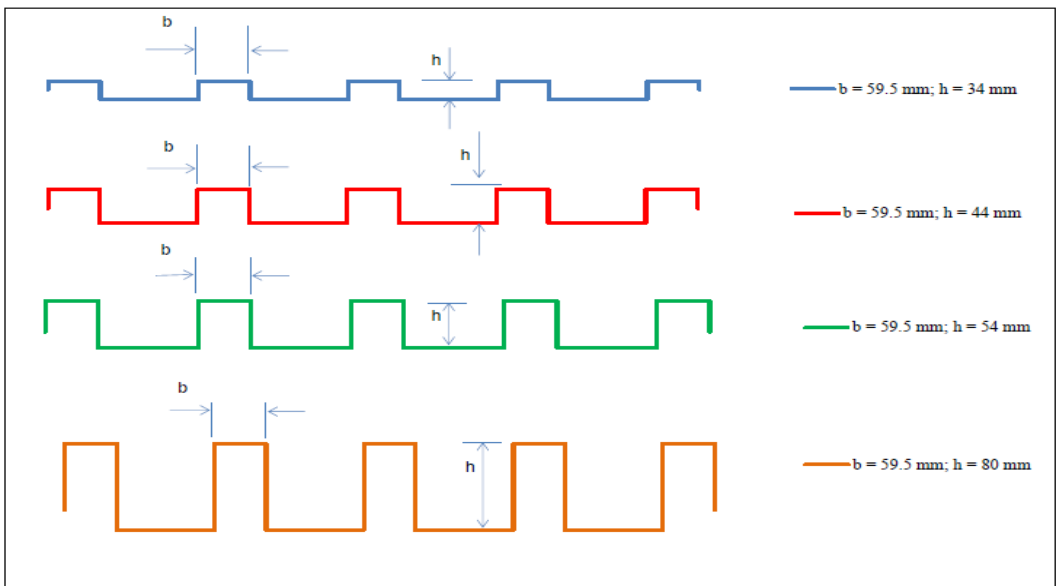 b
h
b = 59.5 mm; h = 34 mm
b
h
b = 59.5 mm; h = 44 mm
b
h
b = 59.5 mm; h = 54 mm
b
h
b = 59.5 mm; h = 80 mm